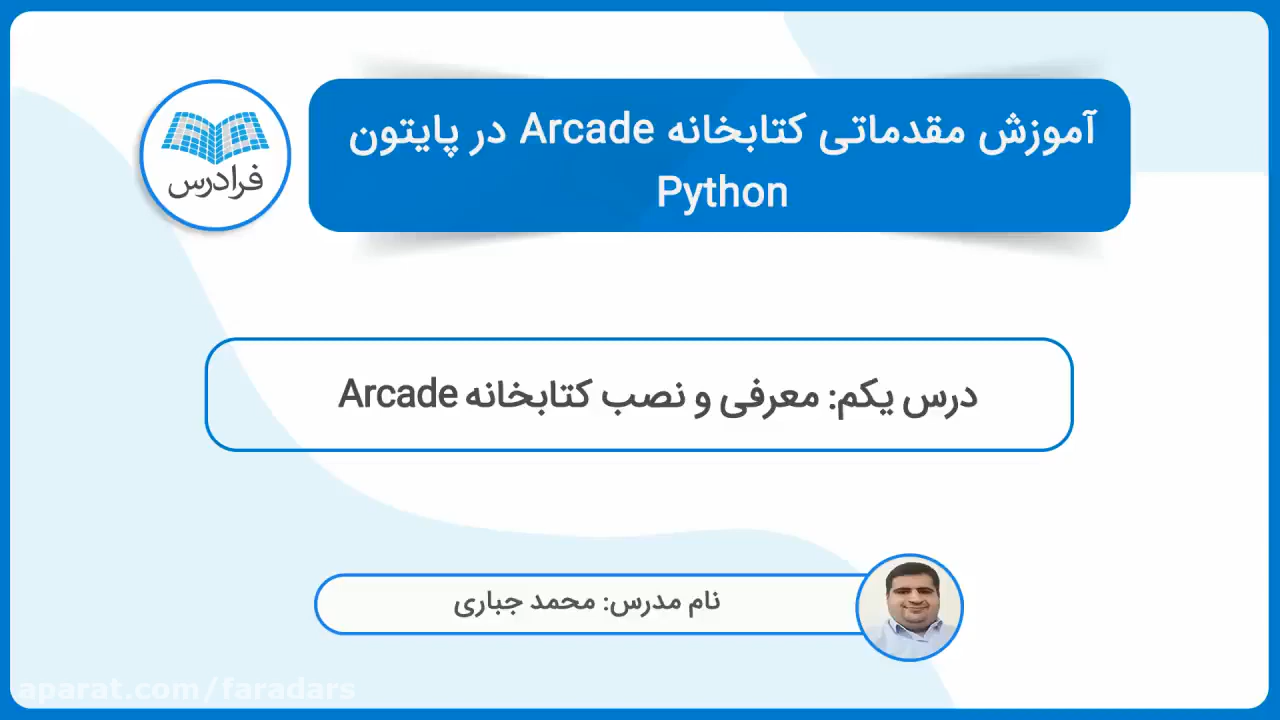 آموزش مقدماتی کتابخانه Arcade در پایتون
Python
فرادرس
درس یکم: معرفی و نصب کتابخانه Arcade
نام مدرس: محمد جباری
aparat.com/faradars